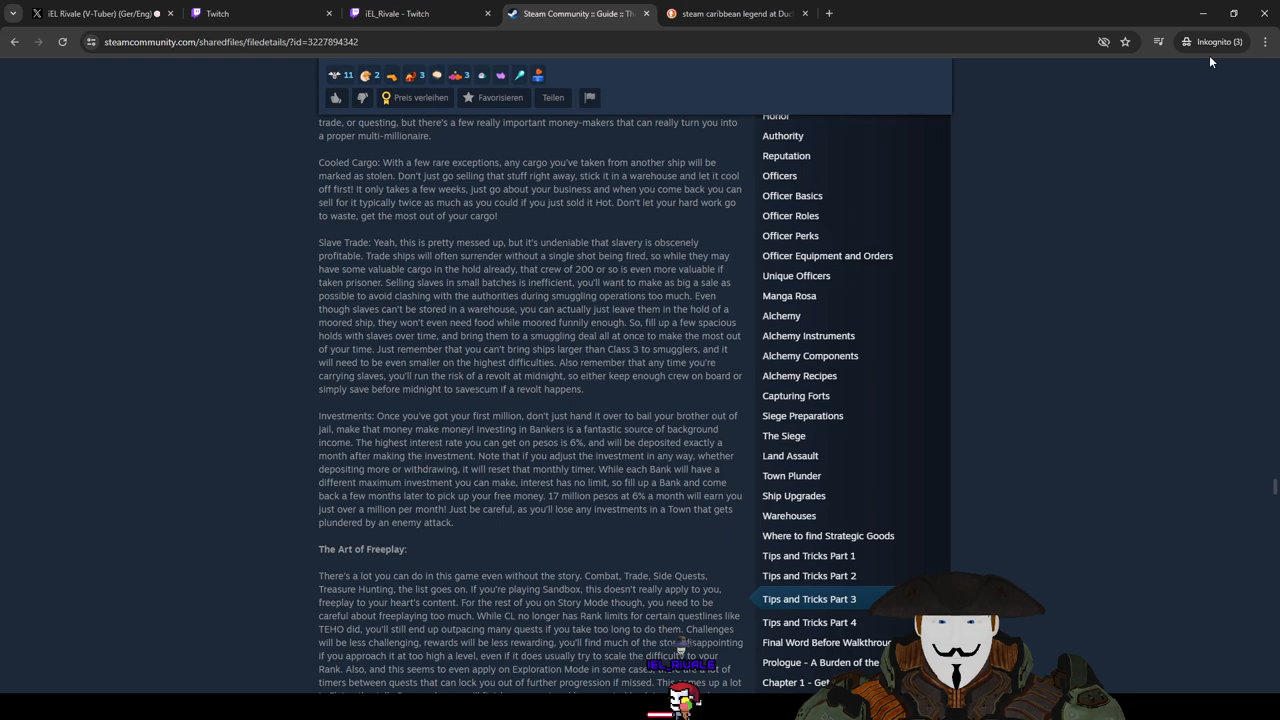 iEL Rivale (V-Tuber) (Ger/Eng)
Twitch
iEL_Rivale - Twitch
Steam Community :: Guide :: Th
steam caribbean legend at Duc
steamcommunity.com/sharedfiles/filedetails/?id=3227894342
Inkognito (3)
11
2
3
3
Preis verleihen
Favorisieren
Teilen
trade, or questing, but there's a few really important money-makers that can really turn you into
a proper multi-millionaire.
Cooled Cargo: With a few rare exceptions, any cargo you've taken from another ship will be
marked as stolen. Don't just go selling that stuff right away, stick it in a warehouse and let it cool
off first! It only takes a few weeks, just go about your business and when you come back you can
sell for it typically twice as much as you could if you just sold it Hot. Don't let your hard work go
to waste, get the most out of your cargo!
Slave Trade: Yeah, this is pretty messed up, but it's undeniable that slavery is obscenely
profitable. Trade ships will often surrender without a single shot being fired, so while they may
have some valuable cargo in the hold already, that crew of 200 or so is even more valuable if
taken prisoner. Selling slaves in small batches is inefficient, you'll want to make as big a sale as
possible to avoid clashing with the authorities during smuggling operations too much. Even
though slaves can't be stored in a warehouse, you can actually just leave them in the hold of a
moored ship, they won't even need food while moored funnily enough. So, fill up a few spacious
holds with slaves over time, and bring them to a smuggling deal all at once to make the most out
of your time. Just remember that you can't bring ships larger than Class 3 to smugglers, and it
will need to be even smaller on the highest difficulties. Also remember that any time you're
carrying slaves, you'll run the risk of a revolt at midnight, so either keep enough crew on board or
simply save before midnight to savescum if a revolt happens.
Investments: Once you've got your first million, don't just hand it over to bail your brother out of
jail, make that money make money! Investing in Bankers is a fantastic source of background
income. The highest interest rate you can get on pesos is 6%, and will be deposited exactly a
month after making the investment. Note that if you adjust the investment in any way, whether
depositing more or withdrawing, it will reset that monthly timer. While each Bank will have a
different maximum investment you can make, interest has no limit, so fill up a Bank and come
back a few months later to pick up your free money. 17 million pesos at 6% a month will earn you
just over a million per month! Just be careful, as you'll lose any investments in a Town that gets
plundered by an enemy attack.
The Art of Freeplay:
There's a lot you can do in this game even without the story. Combat, Trade, Side Quests,
Treasure Hunting, the list goes on. If you're playing Sandbox, this doesn't really apply to you,
freeplay to your heart's content. For the rest of you on Story Mode though, you need to be
careful about freeplaying too much. While CL no longer has Rank limits for certain questlines like
TEHO did, you'll still end up outpacing many quests if you take too long to do them. Challenges
will be less challenging, rewards will be less rewarding, you'll find much of the story disappointing
if you approach it at too high a level, even if it does usually try to scale the difficulty to your
Rank. Also, and this seems to even apply on Exploration Mode in some cases, there are a lot of
timers between quests that can lock you out of further progression if missed. This comes up a lot
IEL_RIVALE
Honor
Authority
Reputation
Officers
Officer Basics
Officer Roles
Officer Perks
Officer Equipment and Orders
Unique Officers
Manga Rosa
Alchemy
Alchemy Instruments
Alchemy Components
Alchemy Recipes
Capturing Forts
Siege Preparations
The Siege
Land Assault
Town Plunder
Ship Upgrades
Warehouses
Where to find Strategic Goods
Tips and Tricks Part 1
Tips and Tricks Part 2
Tips and Tricks Part 3
Tips and Tricks Part 4
Final Word Before Walkthroug
Prologue - A Burden of the
Chapter 1 - Get